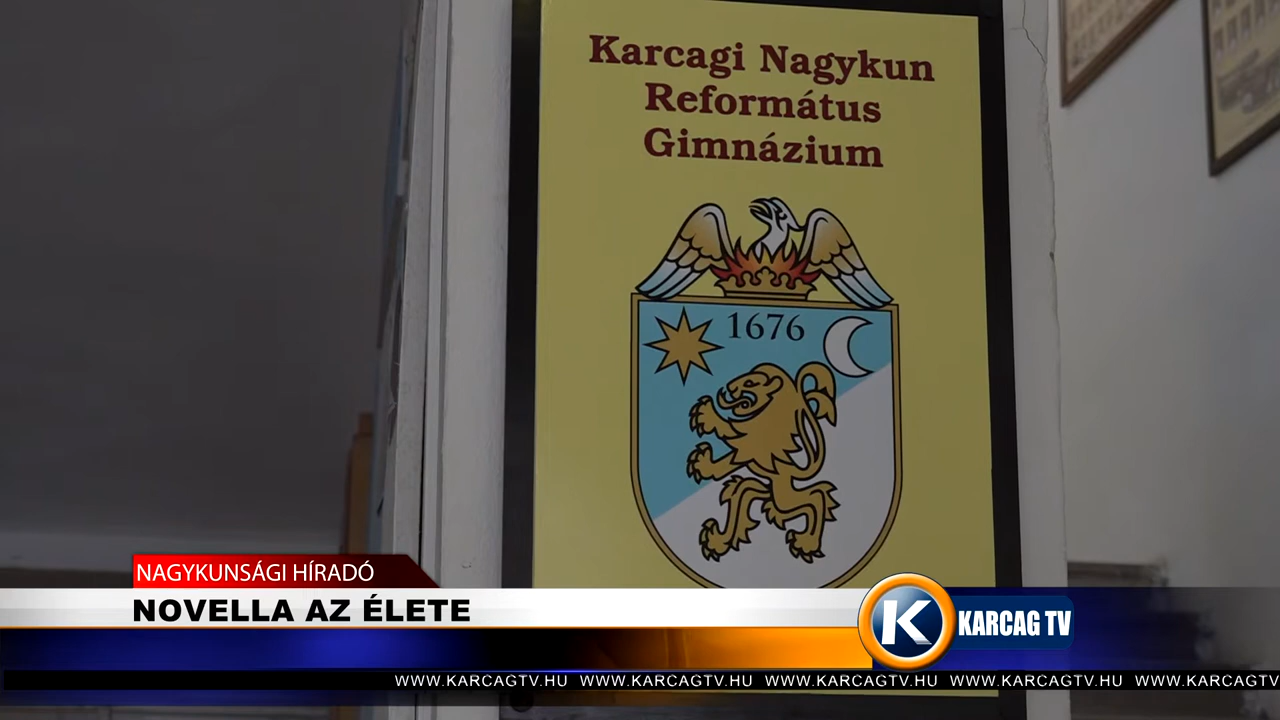 Karcagi Nagykun
Református
Gimnázium
1676
NAGYKUNSÁGI HÍRADÓ
NOVELLA AZ ÉLETE
K KARCAG TV
WWW.KARCAGTV.HU WWW.KARCAGTV.HU WWW.KARCAGTV.HU WWW.KARCAGTV.HU WWW.KARCAGTV